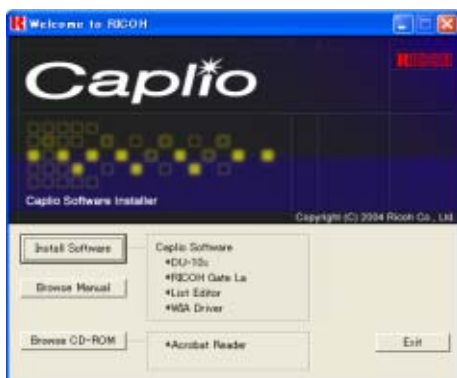 Welcome to RICOH
RICOH
Caplio
Caplio Software Installer
Copyright (C) 2004 Ricoh Co., Ltd
Install Software
Caplio Software
*DU-10x
*RICOH Gate La
*List Editor
*WIA Driver
Browse Manual
Browse CD-ROM
*Acrobat Reader
Exit